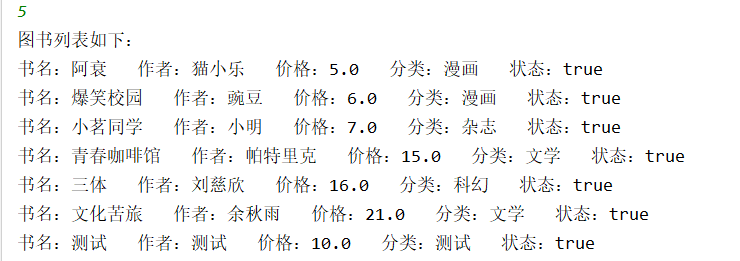 5
图书列表如下:
书名：阿衰   作者：猫小乐   价格：5.0   分类：漫画   状态：true
书名：爆笑校园   作者：豌豆   价格：6.0   分类：漫画   状态：true
书名：小茗同学   作者：小明   价格：7.0   分类：杂志   状态：true
书名：青春咖啡馆   作者：帕特里克   价格：15.0   分类：文学   状态：true
书名：三体   作者：刘慈欣   价格：16.0   分类：科幻   状态：true
书名：文化苦旅   作者：余秋雨   价格：21.0   分类：文学   状态：true
书名：测试   作者：测试   价格：10.0   分类：测试   状态：true